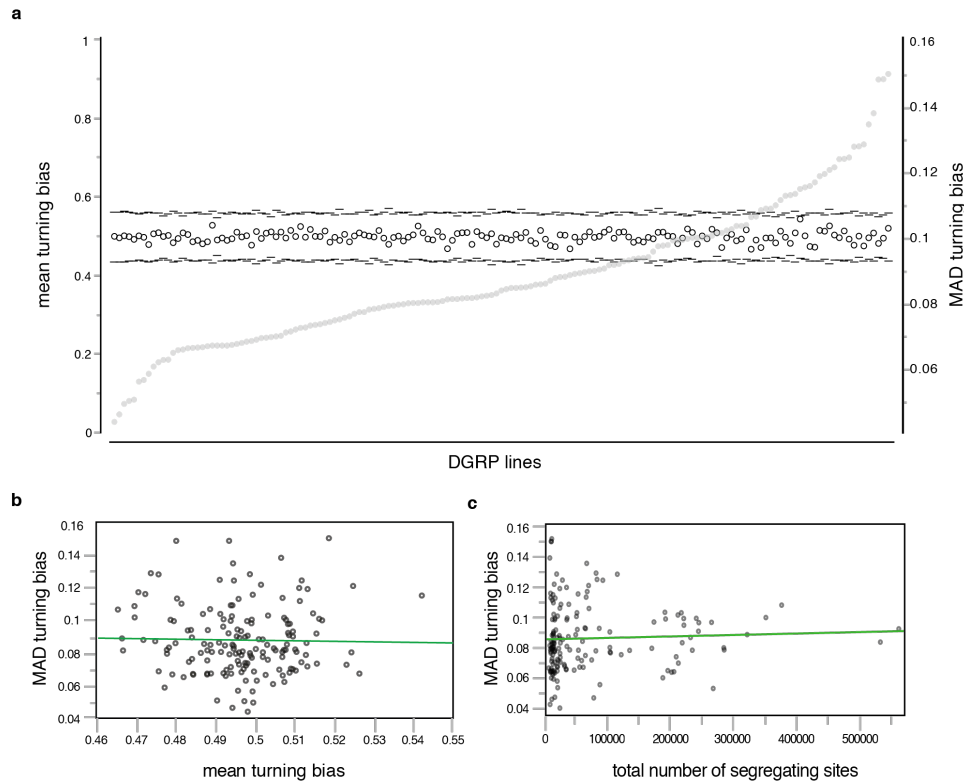 a
1
0.8
0.6
0.4
0.2
0
mean turning bias
0.16
0.14
0.12
0.1
0.08
0.06
MAD turning bias
DGRP lines
b
0.16
0.14
0.12
0.1
0.08
0.06
0.04
MAD turning bias
0.46 0.47 0.48 0.49 0.5 0.51 0.52 0.53 0.54 0.55
mean turning bias
c
0.16
0.14
0.12
0.1
0.08
0.06
0.04
MAD turning bias
0 100000 200000 300000 400000 500000
total number of segregating sites